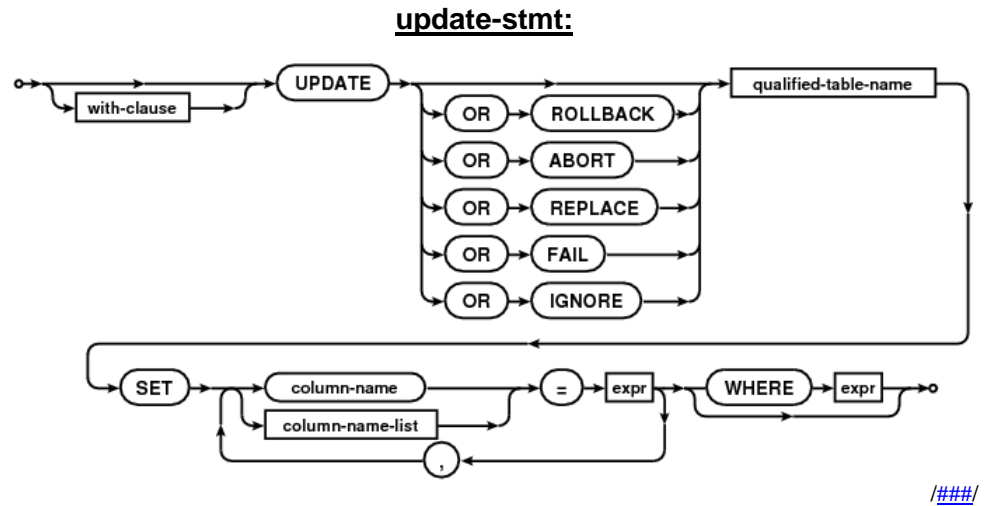 update-stmt:
UPDATE qualified-table-name
with-clause
OR ROLLBACK
OR ABORT
OR REPLACE
OR FAIL
OR IGNORE
SET column-name = expr WHERE expr
column-name-list
,
/###/